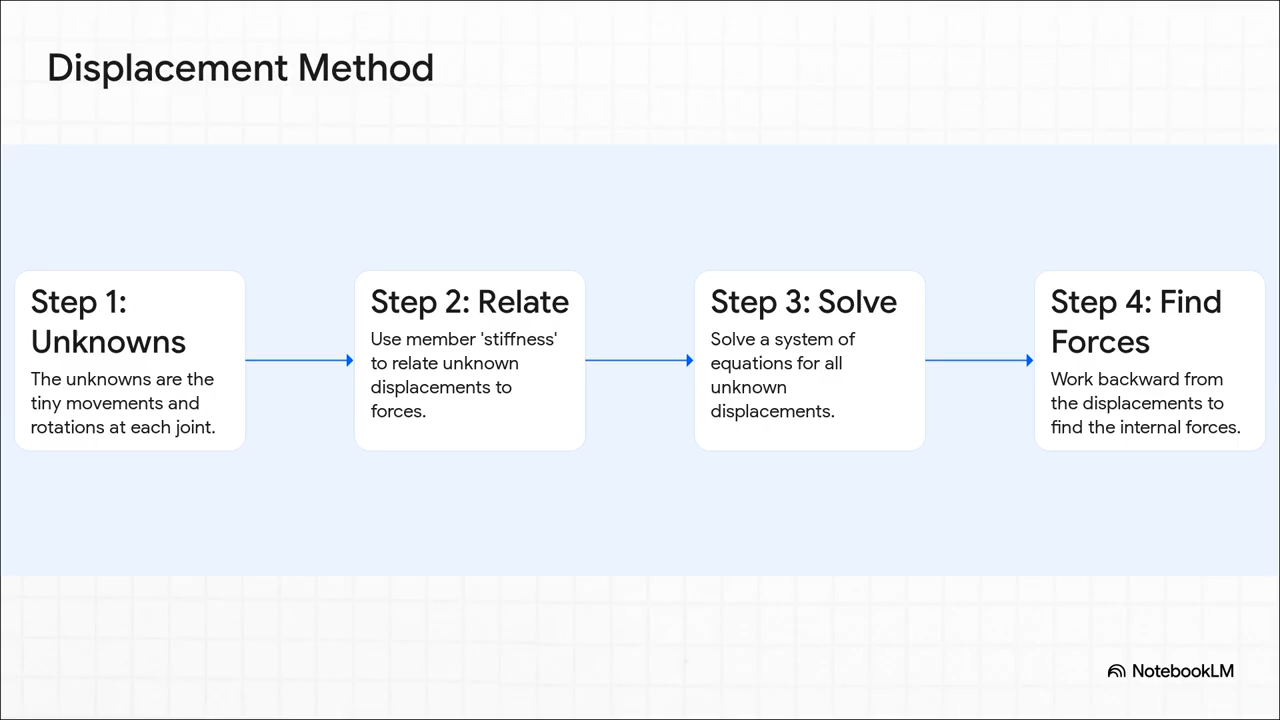 Displacement Method
Step 1:
Unknowns
The unknowns are the
tiny movements and
rotations at each joint.
Step 2: Relate
Use member 'stiffness'
to relate unknown
displacements to
forces.
Step 3: Solve
Solve a system of
equations for all
unknown
displacements.
Step 4: Find
Forces
Work backward from
the displacements to
find the internal forces.
NotebookLM